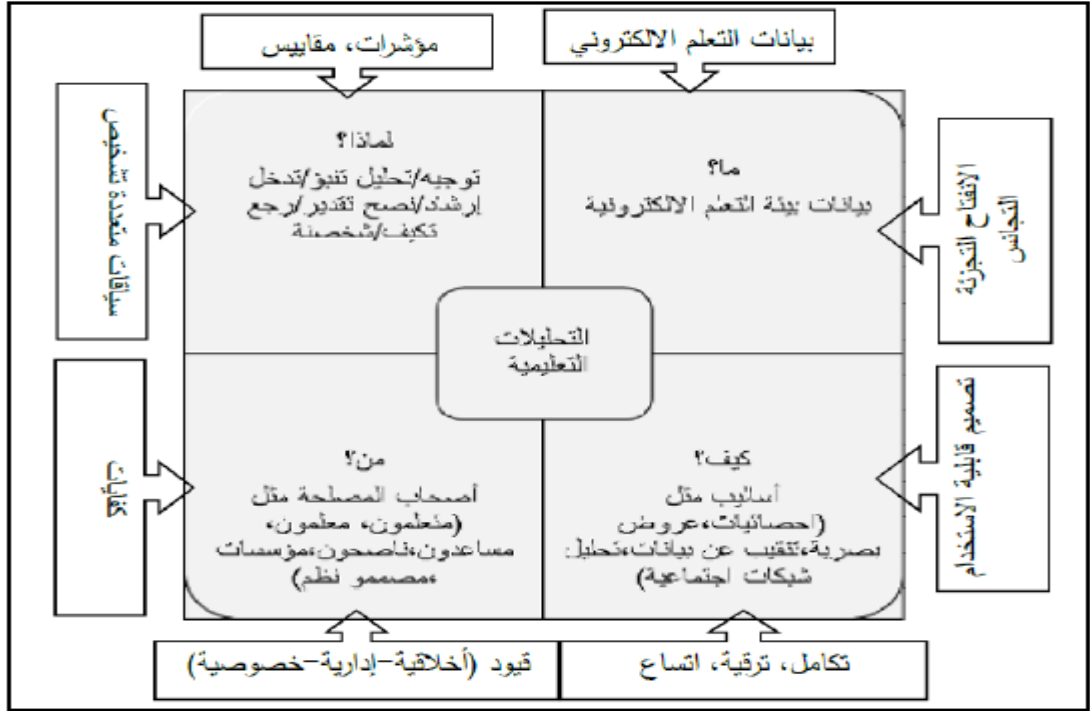 بيانات التعلم الالكتروني
مؤشرات، مقاييس
الانفتاح التجزئة
التجانس
ما؟
بيانات بيئة التعلم الالكترونية
لماذا؟
توجيه/تحليل تنبؤ/تدخل
إرشاد/نصح تقدير/رجع
تكيف/شخصنة
سياقات متعددة تشخيص
التحليلات
التعليمية
تصميم قابلية الاستخدام
كيف؟
أساليب مثل
(احصائيات،عروض
بصرية،تنقيب عن بيانات،تحليل
شبكات اجتماعية)
من؟
أصحاب المصلحة مثل
(متعلمون، معلمون،
مساعدون،ناصحون،مؤسسات
،مصممو نظم)
كفايات
تكامل، ترقية، اتساع
قيود (أخلاقية-إدارية-خصوصية)